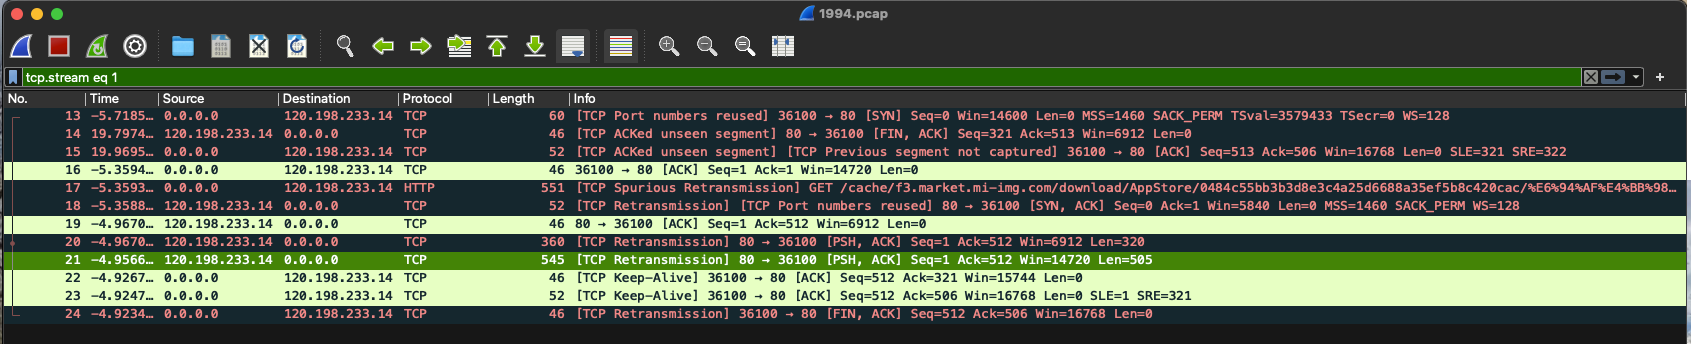 1994.pcap
tcp.stream eq 1
No. Time Source Destination Protocol Length Info
13 -5.7185… 0.0.0.0 120.198.233.14 TCP 60 [TCP Port numbers reused] 36100 → 80 [SYN] Seq=0 Win=14600 Len=0 MSS=1460 SACK_PERM TSval=3579433 TSecr=0 WS=128
14 19.7974… 120.198.233.14 0.0.0.0 TCP 46 [TCP ACKed unseen segment] 80 → 36100 [FIN, ACK] Seq=321 Ack=513 Win=6912 Len=0
15 19.9695… 0.0.0.0 120.198.233.14 TCP 52 [TCP ACKed unseen segment] [TCP Previous segment not captured] 36100 → 80 [ACK] Seq=513 Ack=506 Win=16768 Len=0 SLE=321 SRE=322
16 -5.3594… 0.0.0.0 120.198.233.14 TCP 46 36100 → 80 [ACK] Seq=1 Ack=1 Win=14720 Len=0
17 -5.3593… 0.0.0.0 120.198.233.14 HTTP 551 [TCP Spurious Retransmission] GET /cache/f3.market.mi-img.com/download/AppStore/0484c55bb3b3d8e3c4a25d6688a35ef5b8c420cac/%E6%94%AF%E4%BB%98…
18 -5.3588… 120.198.233.14 0.0.0.0 TCP 52 [TCP Retransmission] [TCP Port numbers reused] 80 → 36100 [SYN, ACK] Seq=0 Ack=1 Win=5840 Len=0 MSS=1460 SACK_PERM WS=128
19 -4.9670… 120.198.233.14 0.0.0.0 TCP 46 80 → 36100 [ACK] Seq=1 Ack=512 Win=6912 Len=0
20 -4.9670… 120.198.233.14 0.0.0.0 TCP 360 [TCP Retransmission] 80 → 36100 [PSH, ACK] Seq=1 Ack=512 Win=6912 Len=320
21 -4.9566… 120.198.233.14 0.0.0.0 TCP 545 [TCP Retransmission] 80 → 36100 [PSH, ACK] Seq=1 Ack=512 Win=14720 Len=505
22 -4.9267… 0.0.0.0 120.198.233.14 TCP 46 [TCP Keep-Alive] 36100 → 80 [ACK] Seq=512 Ack=321 Win=15744 Len=0
23 -4.9247… 0.0.0.0 120.198.233.14 TCP 52 [TCP Keep-Alive] 36100 → 80 [ACK] Seq=512 Ack=506 Win=16768 Len=0 SLE=1 SRE=321
24 -4.9234… 0.0.0.0 120.198.233.14 TCP 46 [TCP Retransmission] 36100 → 80 [FIN, ACK] Seq=512 Ack=506 Win=16768 Len=0